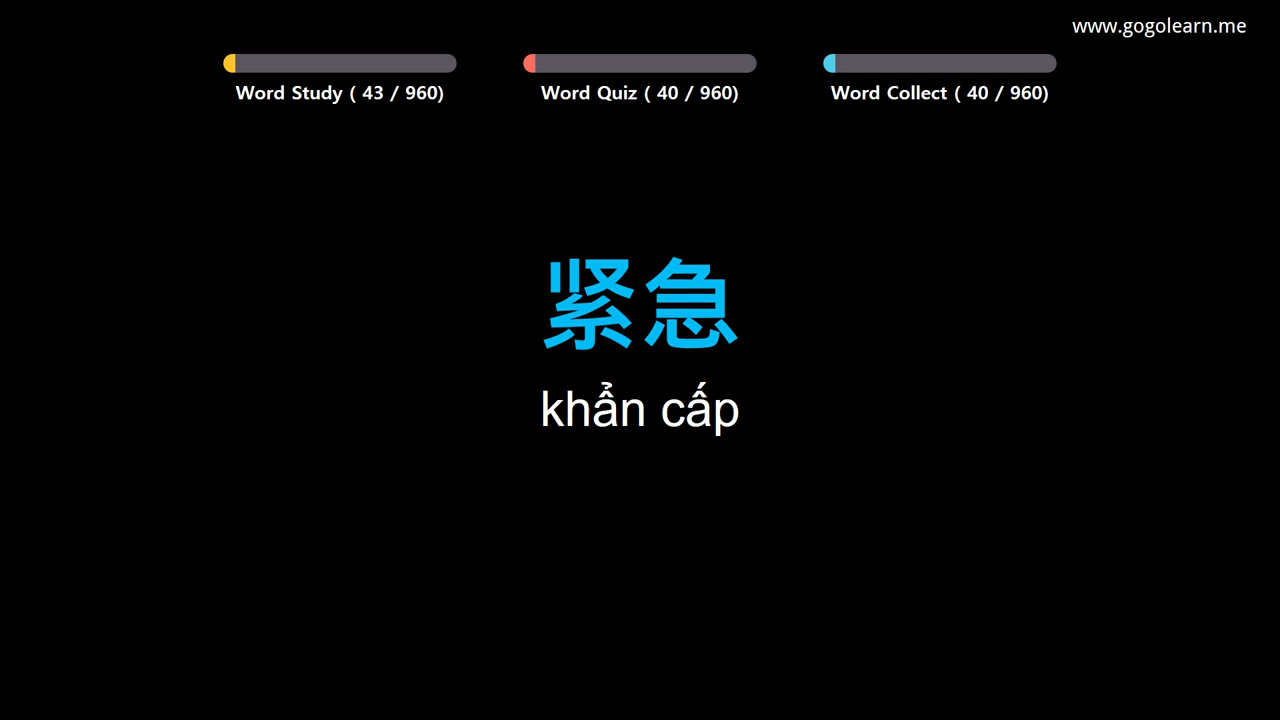 www.gogolearn.me
Word Study ( 43 / 960)
Word Quiz ( 40 / 960)
Word Collect ( 40 / 960)
紧急
khẩn cấp